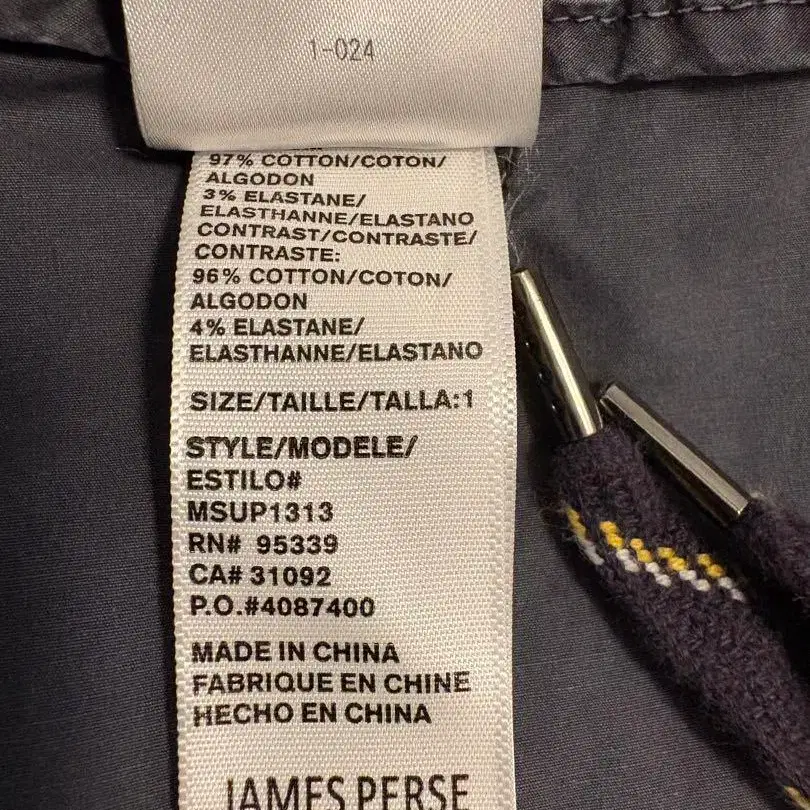 1-024
97% COTTON/COTON/
ALGODON
3% ELASTANE/
ELASTHANNE/ELASTANO
CONTRAST/CONTRASTE/
CONTRASTE:
96% COTTON/COTON/
ALGODON
4% ELASTANE/
ELASTHANNE/ELASTANO
SIZE/TAILLE/TALLA:1
STYLE/MODELE/
ESTILO#
MSUP1313
RN# 95339
CA# 31092
P.O.#4087400
MADE IN CHINA
FABRIQUE EN CHINE
HECHO EN CHINA
JAMES PERSE